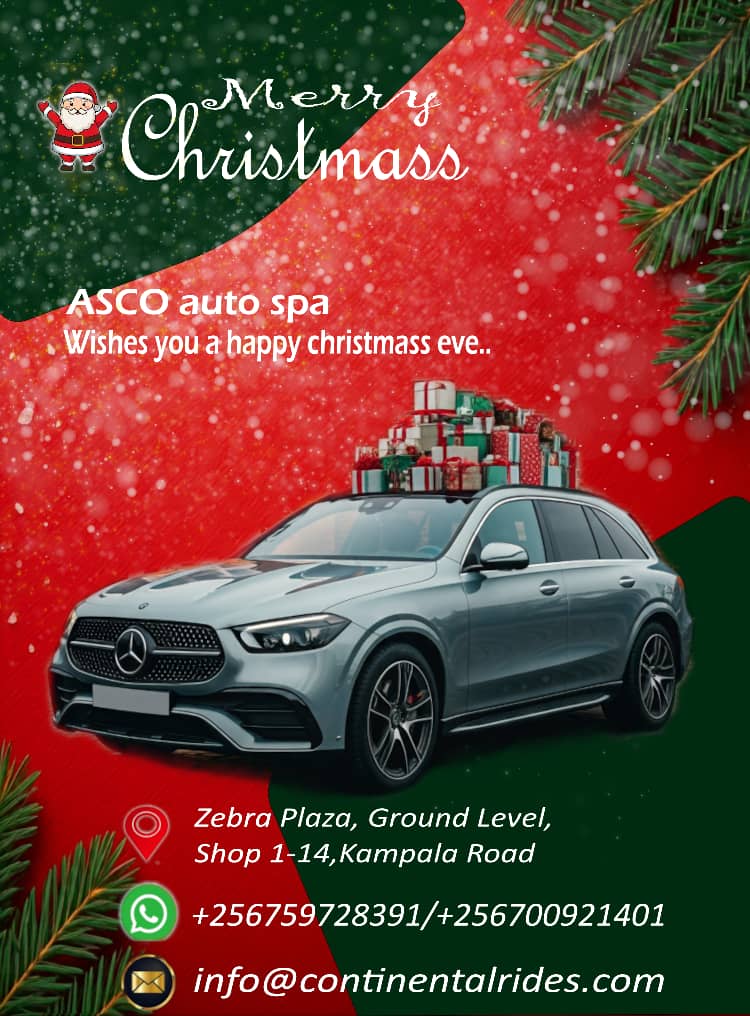 Merry
Christmass
ASCO auto spa
Wishes you a happy christmass eve..
Zebra Plaza, Ground Level,
Shop 1-14,Kampala Road
+256759728391/+256700921401
info@continentalrides.com